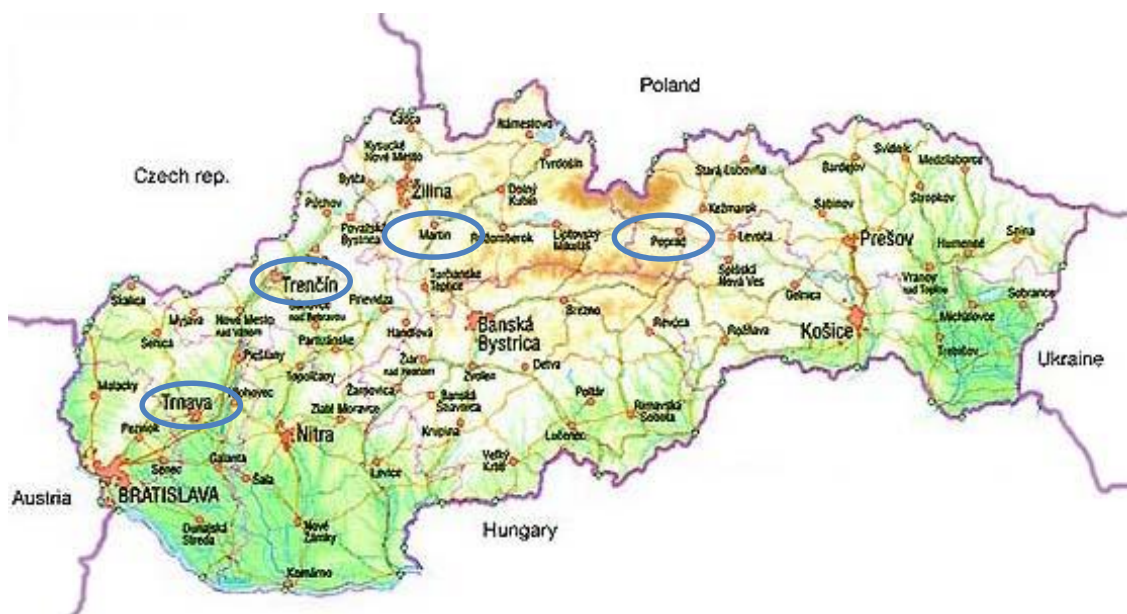 Poland
Czech rep.
Čadca
Námestovo
Kysucké
Nové Mesto
Tvrdošín
Svidník
Bardejov
Medzilaborce
Stará Ľubovňa
Bytča
Žilina
Dolný
Kubín
Stropkov
Púchov
Kežmarok
Sabinov
Považská
Bystrica
Martin
Ružomberok
Liptovský
Mikuláš
Poprad
Levoča
Prešov
Humenné
Snina
Trenčín
Turčianske
Teplice
Spišská
Nová Ves
Gelnica
Vranov
nad Topľou
Sobrance
Skalica
Myjava
Nové Mesto
nad Váhom
nad Bebravou
Prievidza
Brezno
Michalovce
Senica
Partizánske
Handlová
Banská
Bystrica
Revúca
Rožňava
Košice
Trebišov
Piešťany
Ukraine
Malacky
Topoľčany
Žiar
nad Hronom
Zvolen
Detva
Trnava
Hlohovec
Žarnovica
Banská
Štiavnica
Poltár
Rimavská
Sobota
Zlaté Moravce
Pezinok
Nitra
Krupina
Lučenec
Senec
Galanta
Šaľa
Levice
Veľký
Krtíš
Austria
BRATISLAVA
Dunajská
Streda
Nové
Zámky
Hungary
Komárno